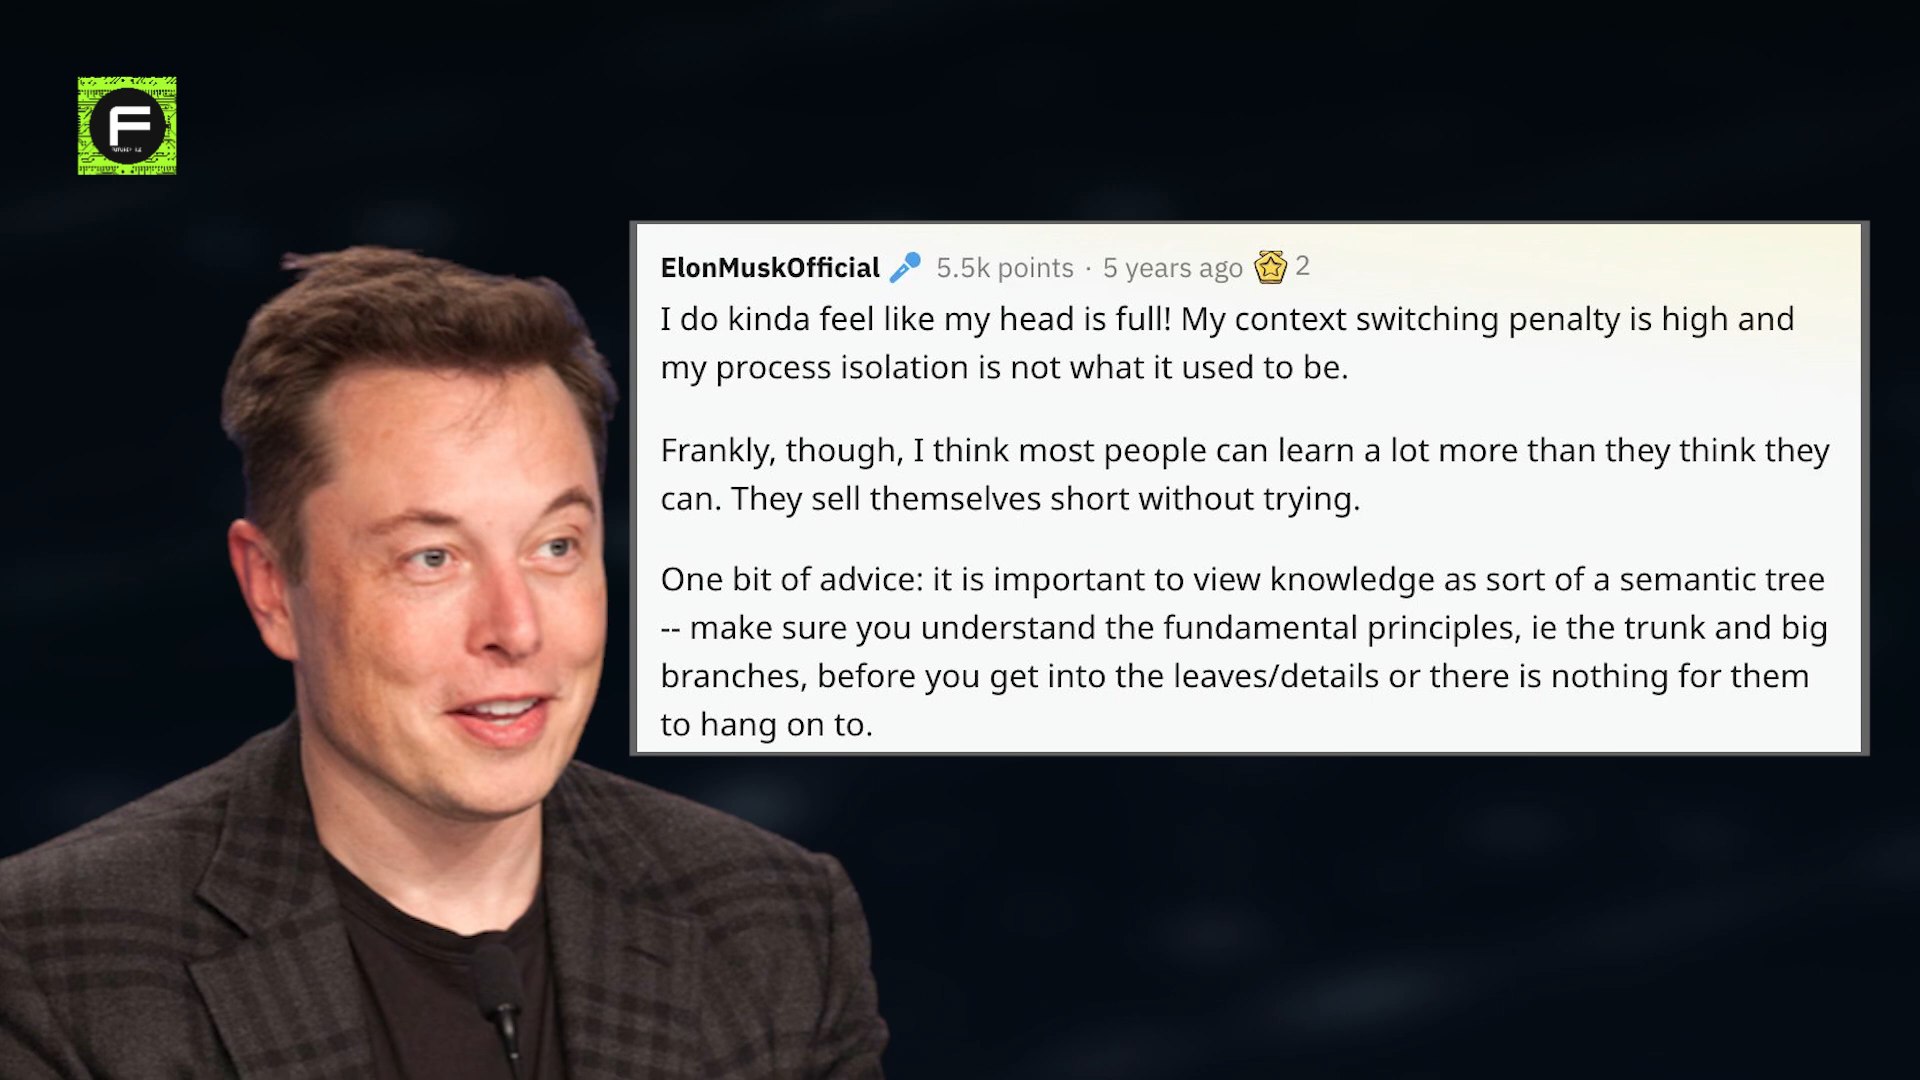 F
ElonMuskOfficial 5.5k points · 5 years ago 2
I do kinda feel like my head is full! My context switching penalty is high and
my process isolation is not what it used to be.
Frankly, though, I think most people can learn a lot more than they think they
can. They sell themselves short without trying.
One bit of advice: it is important to view knowledge as sort of a semantic tree
-- make sure you understand the fundamental principles, ie the trunk and big
branches, before you get into the leaves/details or there is nothing for them
to hang on to.